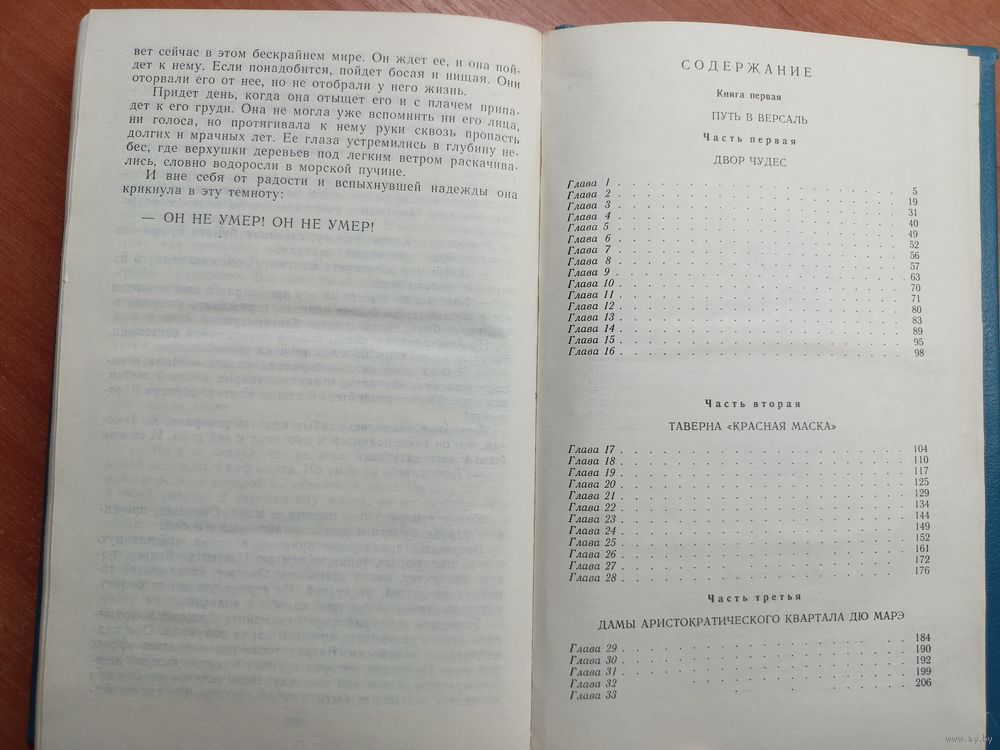 вет сейчас в этом бескрайнем мире. Он ждет ее, и она пой-
дет к нему. Если понадобится, пойдет босая и нищая. Они
оторвали его от нее, но не отобрали у него жизнь.
Придет день, когда она отыщет его и с плачем припа-
дет к его груди. Она не могла уже вспомнить ни его лица,
ни голоса, но протягивала к нему руки сквозь пропасть
долгих и мрачных лет. Ее глаза устремились в глубину не-
бес, где верхушки деревьев под легким ветром раскачива-
лись, словно водоросли в морской пучине.
И вне себя от радости и вспыхнувшей надежды она
крикнула в эту темноту:
— ОН НЕ УМЕР! ОН НЕ УМЕР!
СОДЕРЖАНИЕ
Книга первая
ПУТЬ В ВЕРСАЛЬ
Часть первая
ДВОР ЧУДЕС
Глава 1 . . . . . . . . . . 5
Глава 2 . . . . . . . . . . 19
Глава 3 . . . . . . . . . . 31
Глава 4 . . . . . . . . . . 40
Глава 5 . . . . . . . . . . 49
Глава 6 . . . . . . . . . . 52
Глава 7 . . . . . . . . . . 56
Глава 8 . . . . . . . . . . 57
Глава 9 . . . . . . . . . . 63
Глава 10 . . . . . . . . . . 70
Глава 11 . . . . . . . . . . 71
Глава 12 . . . . . . . . . . 80
Глава 13 . . . . . . . . . . 83
Глава 14 . . . . . . . . . . 89
Глава 15 . . . . . . . . . . 95
Глава 16 . . . . . . . . . . 98
Часть вторая
ТАВЕРНА «КРАСНАЯ МАСКА»
Глава 17 . . . . . . . . . . 104
Глава 18 . . . . . . . . . . 110
Глава 19 . . . . . . . . . . 117
Глава 20 . . . . . . . . . . 125
Глава 21 . . . . . . . . . . 129
Глава 22 . . . . . . . . . . 134
Глава 23 . . . . . . . . . . 144
Глава 24 . . . . . . . . . . 149
Глава 25 . . . . . . . . . . 152
Глава 26 . . . . . . . . . . 161
Глава 27 . . . . . . . . . . 172
Глава 28 . . . . . . . . . . 176
Часть третья
ДАМЫ АРИСТОКРАТИЧЕСКОГО КВАРТАЛА ДЮ МАРЭ
Глава 29 . . . . . . . . . . 184
Глава 30 . . . . . . . . . . 190
Глава 31 . . . . . . . . . . 192
Глава 32 . . . . . . . . . . 199
Глава 33 . . . . . . . . . . 206
www.ay.by